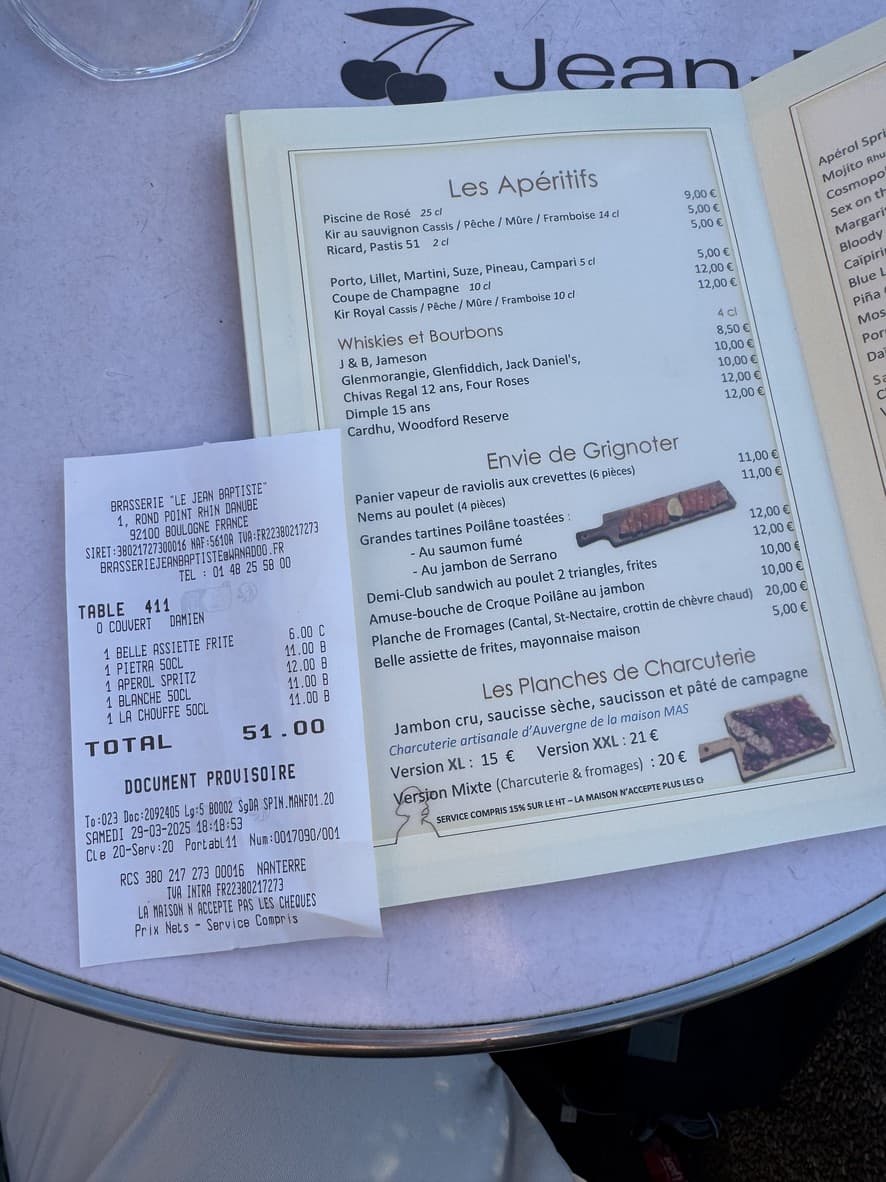 Jean
Les Apéritifs
Piscine de Rosé 25 cl 9,00 €
Kir au sauvignon Cassis / Pêche / Mûre / Framboise 14 cl 5,00 €
Ricard, Pastis 51 2 cl 5,00 €
Porto, Lillet, Martini, Suze, Pineau, Campari 5 cl 5,00 €
Coupe de Champagne 10 cl 12,00 €
Kir Royal Cassis / Pêche / Mûre / Framboise 10 cl 12,00 €
Whiskies et Bourbons 4 cl
J & B, Jameson 8,50 €
Glenmorangie, Glenfiddich, Jack Daniel's, 10,00 €
Chivas Regal 12 ans, Four Roses 10,00 €
Dimple 15 ans 12,00 €
Cardhu, Woodford Reserve 12,00 €
Envie de Grignoter
Panier vapeur de raviolis aux crevettes (6 pièces) 11,00 €
Nems au poulet (4 pièces) 11,00 €
Grandes tartines Poilâne toastées :
- Au saumon fumé 12,00 €
- Au jambon de Serrano 12,00 €
Demi-Club sandwich au poulet 2 triangles, frites 10,00 €
Amuse-bouche de Croque Poilâne au jambon 10,00 €
Planche de Fromages (Cantal, St-Nectaire, crottin de chèvre chaud) 20,00 €
Belle assiette de frites, mayonnaise maison 5,00 €
Les Planches de Charcuterie
Jambon cru, saucisse sèche, saucisson et pâté de campagne
Charcuterie artisanale d'Auvergne de la maison MAS
Version XL : 15 € Version XXL : 21 €
Version Mixte (Charcuterie & fromages) : 20 €
SERVICE COMPRIS 15% SUR LE HT – LA MAISON N'ACCEPTE PLUS LES
Apérol Spri
Mojito Rhu
Cosmopo
Sex on th
Margari
Bloody
Caïpiri
Blue L
Piña
Mos
Por
Da
BRASSERIE "LE JEAN BAPTISTE"
1, ROND POINT RHIN DANUBE
92100 BOULOGNE FRANCE
SIRET:38021727300016 NAF:5610A TVA:FR22380217273
BRASSERIEJEANBAPTISTE@WANADOO.FR
TEL : 01 48 25 58 00
TABLE 411
0 COUVERT DAMIEN
1 BELLE ASSIETTE FRITE 6.00 C
1 PIETRA 50CL 11.00 B
1 APEROL SPRITZ 12.00 B
1 BLANCHE 50CL 11.00 B
1 LA CHOUFFE 50CL 11.00 B
TOTAL 51.00
DOCUMENT PROVISOIRE
To:023 Doc:2092405 Lg:5 B0002 SgDA SPIN.MANF01.20
SAMEDI 29-03-2025 18:18:53
Cle 20-Serv:20 Portabl11 Num:0017090/001
RCS 380 217 273 00016 NANTERRE
TVA INTRA FR22380217273
LA MAISON N ACCEPTE PAS LES CHEQUES
Prix Nets - Service Compris